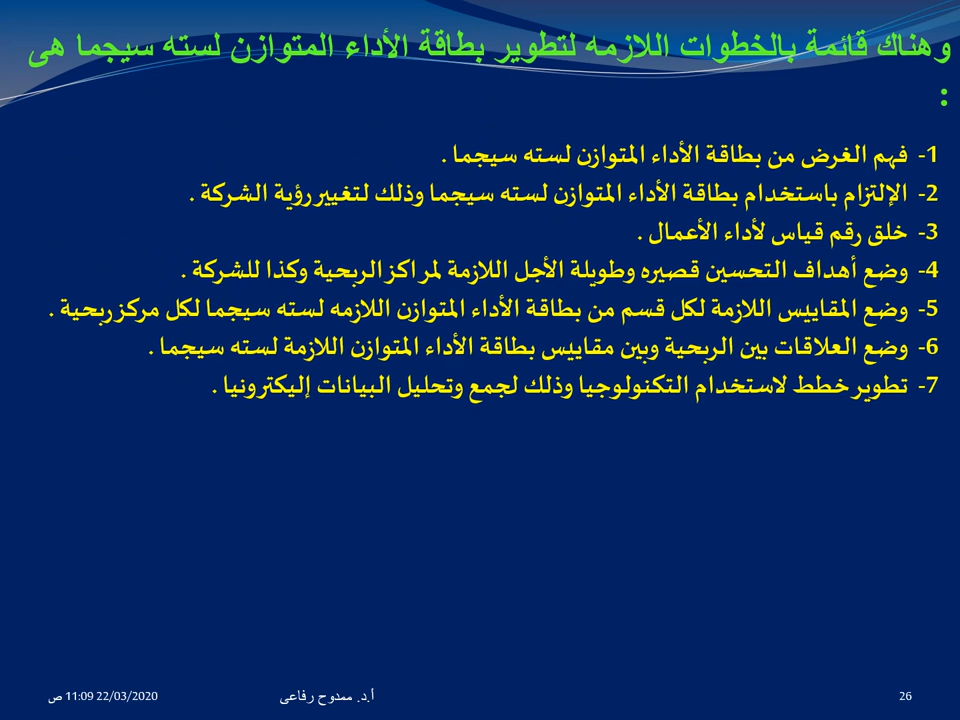 وهناك قائمة بالخطوات اللازمه لتطوير بطاقة الأداء المتوازن لسته سيجما هى
:
1- فهم الغرض من بطاقة الأداء المتوازن لسته سيجما .
2- الإلتزام باستخدام بطاقة الأداء المتوازن لسته سيجما وذلك لتغيير رؤية الشركة .
3- خلق رقم قياس لأداء الأعمال .
4- وضع أهداف التحسين قصيره وطويلة الأجل اللازمة لمراكز الربحية وكذا للشركة .
5- وضع المقاييس اللازمة لكل قسم من بطاقة الأداء المتوازن اللازمه لسته سيجما لكل مركز ربحية .
6- وضع العلاقات بين الربحية وبين مقاييس بطاقة الأداء المتوازن اللازمة لسته سيجما .
7- تطوير خطط لاستخدام التكنولوجيا وذلك لجمع وتحليل البيانات إليكترونيا .
26 أ.د. ممدوح رفاعى 22/03/2020 11:09 ص